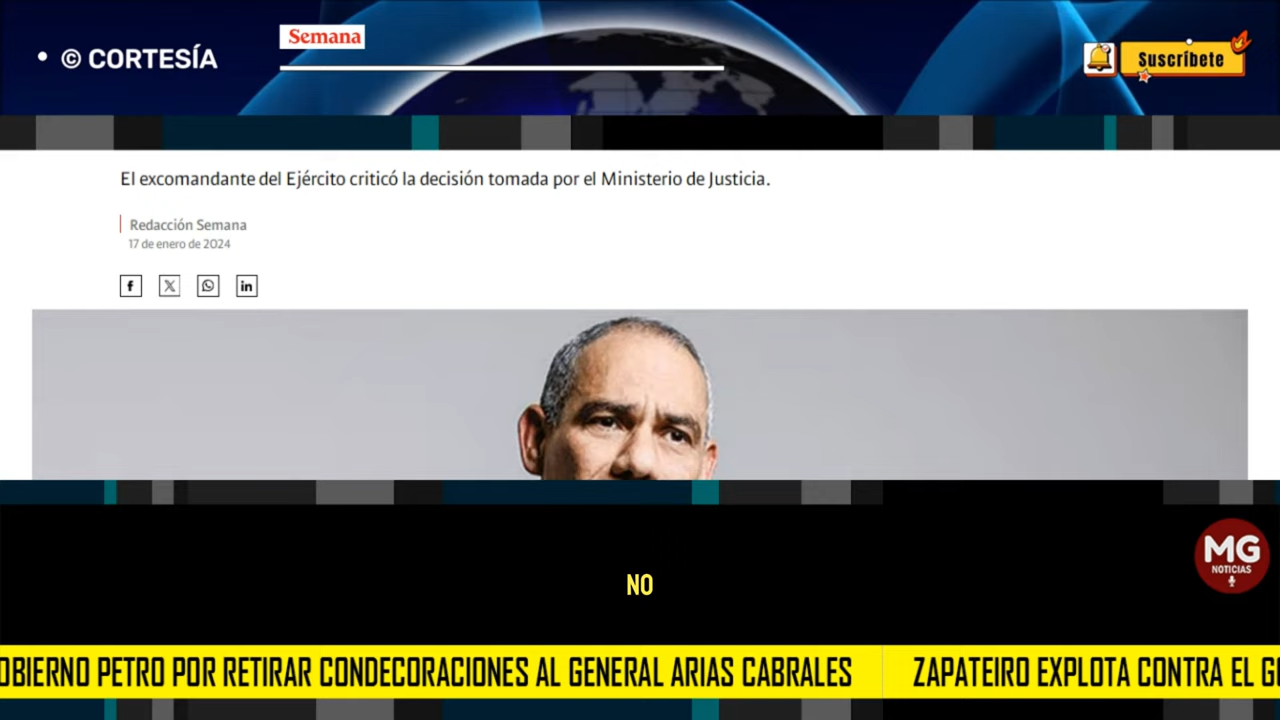 © CORTESÍA
Semana
Suscríbete
El excomandante del Ejército criticó la decisión tomada por el Ministerio de Justicia.
Redacción Semana
17 de enero de 2024
MG
NOTICIAS
NO
OBIERNO PETRO POR RETIRAR CONDECORACIONES AL GENERAL ARIAS CABRALES
ZAPATEIRO EXPLOTA CONTRA EL G